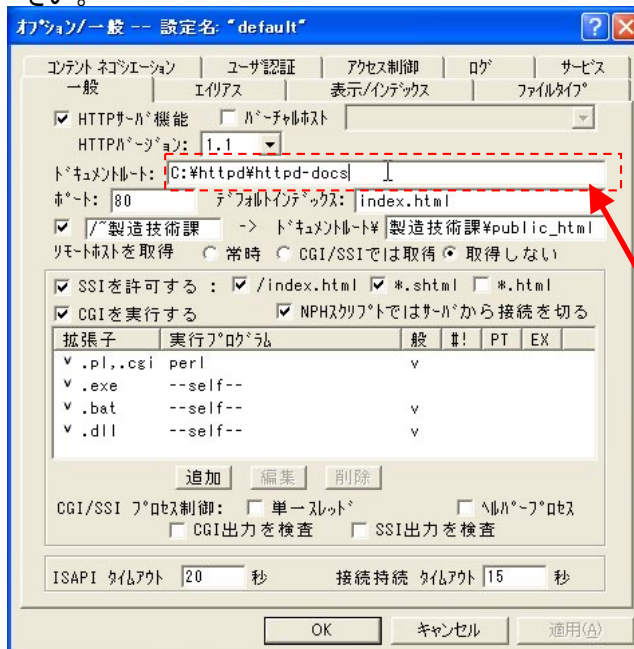 さい。
ｵﾌﾟｼｮﾝ/一般 -- 設定名: "default"
ｺﾝﾃﾝﾄ ﾈｺﾞｼｴｰｼｮﾝ ﾕｰｻﾞ認証 ｱｸｾｽ制御 ﾛｸﾞ ｻｰﾋﾞｽ
一般 ｴｲﾘｱｽ 表示/ｲﾝﾃﾞｯｸｽ ﾌｧｲﾙﾀｲﾌﾟ
HTTPｻｰﾊﾞ機能 ﾊﾞｰﾁｬﾙﾎｽﾄ
HTTPﾊﾞｰｼﾞｮﾝ: 1.1
ﾄﾞｷｭﾒﾝﾄﾙｰﾄ: C:¥httpd¥httpd-docs
ﾎﾟｰﾄ: 80 ﾃﾞﾌｫﾙﾄｲﾝﾃﾞｯｸｽ: index.html
/~製造技術課 -> ﾄﾞｷｭﾒﾝﾄﾙｰﾄ¥ 製造技術課¥public_html
ﾘﾓｰﾄﾎｽﾄを取得 常時 CGI/SSIでは取得 取得しない
SSIを許可する : /index.html *.shtml *.html
CGIを実行する NPHｽｸﾘﾌﾟﾄではｻｰﾊﾞから接続を切る
拡張子 実行ﾌﾟﾛｸﾞﾗﾑ 般 #! PT EX
v .pl,.cgi perl v
v .exe --self--
v .bat --self-- v
v .dll --self-- v
追加 編集 削除
CGI/SSI ﾌﾟﾛｾｽ制御: 単一ｽﾚｯﾄﾞ ﾍﾙﾊﾟｰﾌﾟﾛｾｽ
CGI出力を検査 SSI出力を検査
ISAPI ﾀｲﾑｱｳﾄ 20 秒 接続持続 ﾀｲﾑｱｳﾄ 15 秒
OK キャンセル 適用(A)